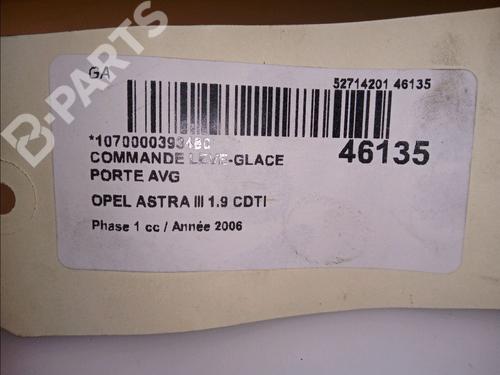 GA
52714201 46135
COMMANDE LEVE-GLACE
46135
PORTE AVG
OPEL ASTRA III 1.9 CDTI
Phase 1 cc / Année 2006
B-PARTS